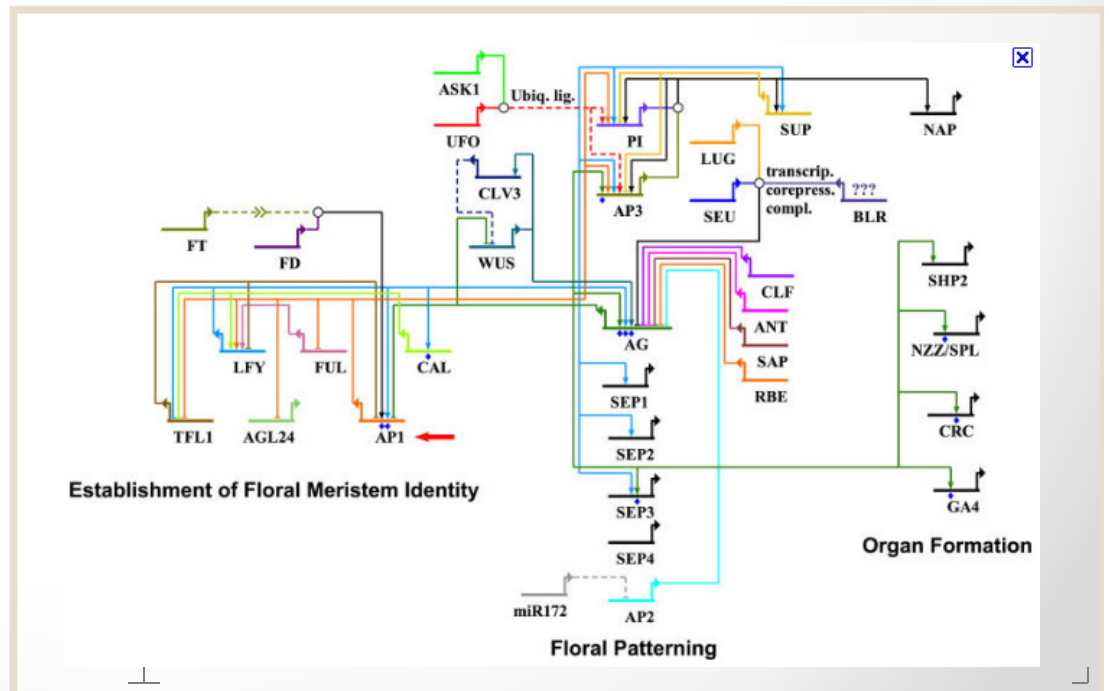 ASK1
Ubiq. lig.
UFO
PI
SUP
NAP
LUG
CLV3
transcrip.
corepress.
compl.
???
AP3
SEU
BLR
FT
FD
WUS
CLF
SHP2
ANT
AG
SAP
NZZ/SPL
LFY
FUL
CAL
RBE
SEP1
TFL1
AGL24
AP1
CRC
SEP2
Establishment of Floral Meristem Identity
SEP3
GA4
Organ Formation
SEP4
miR172
AP2
Floral Patterning